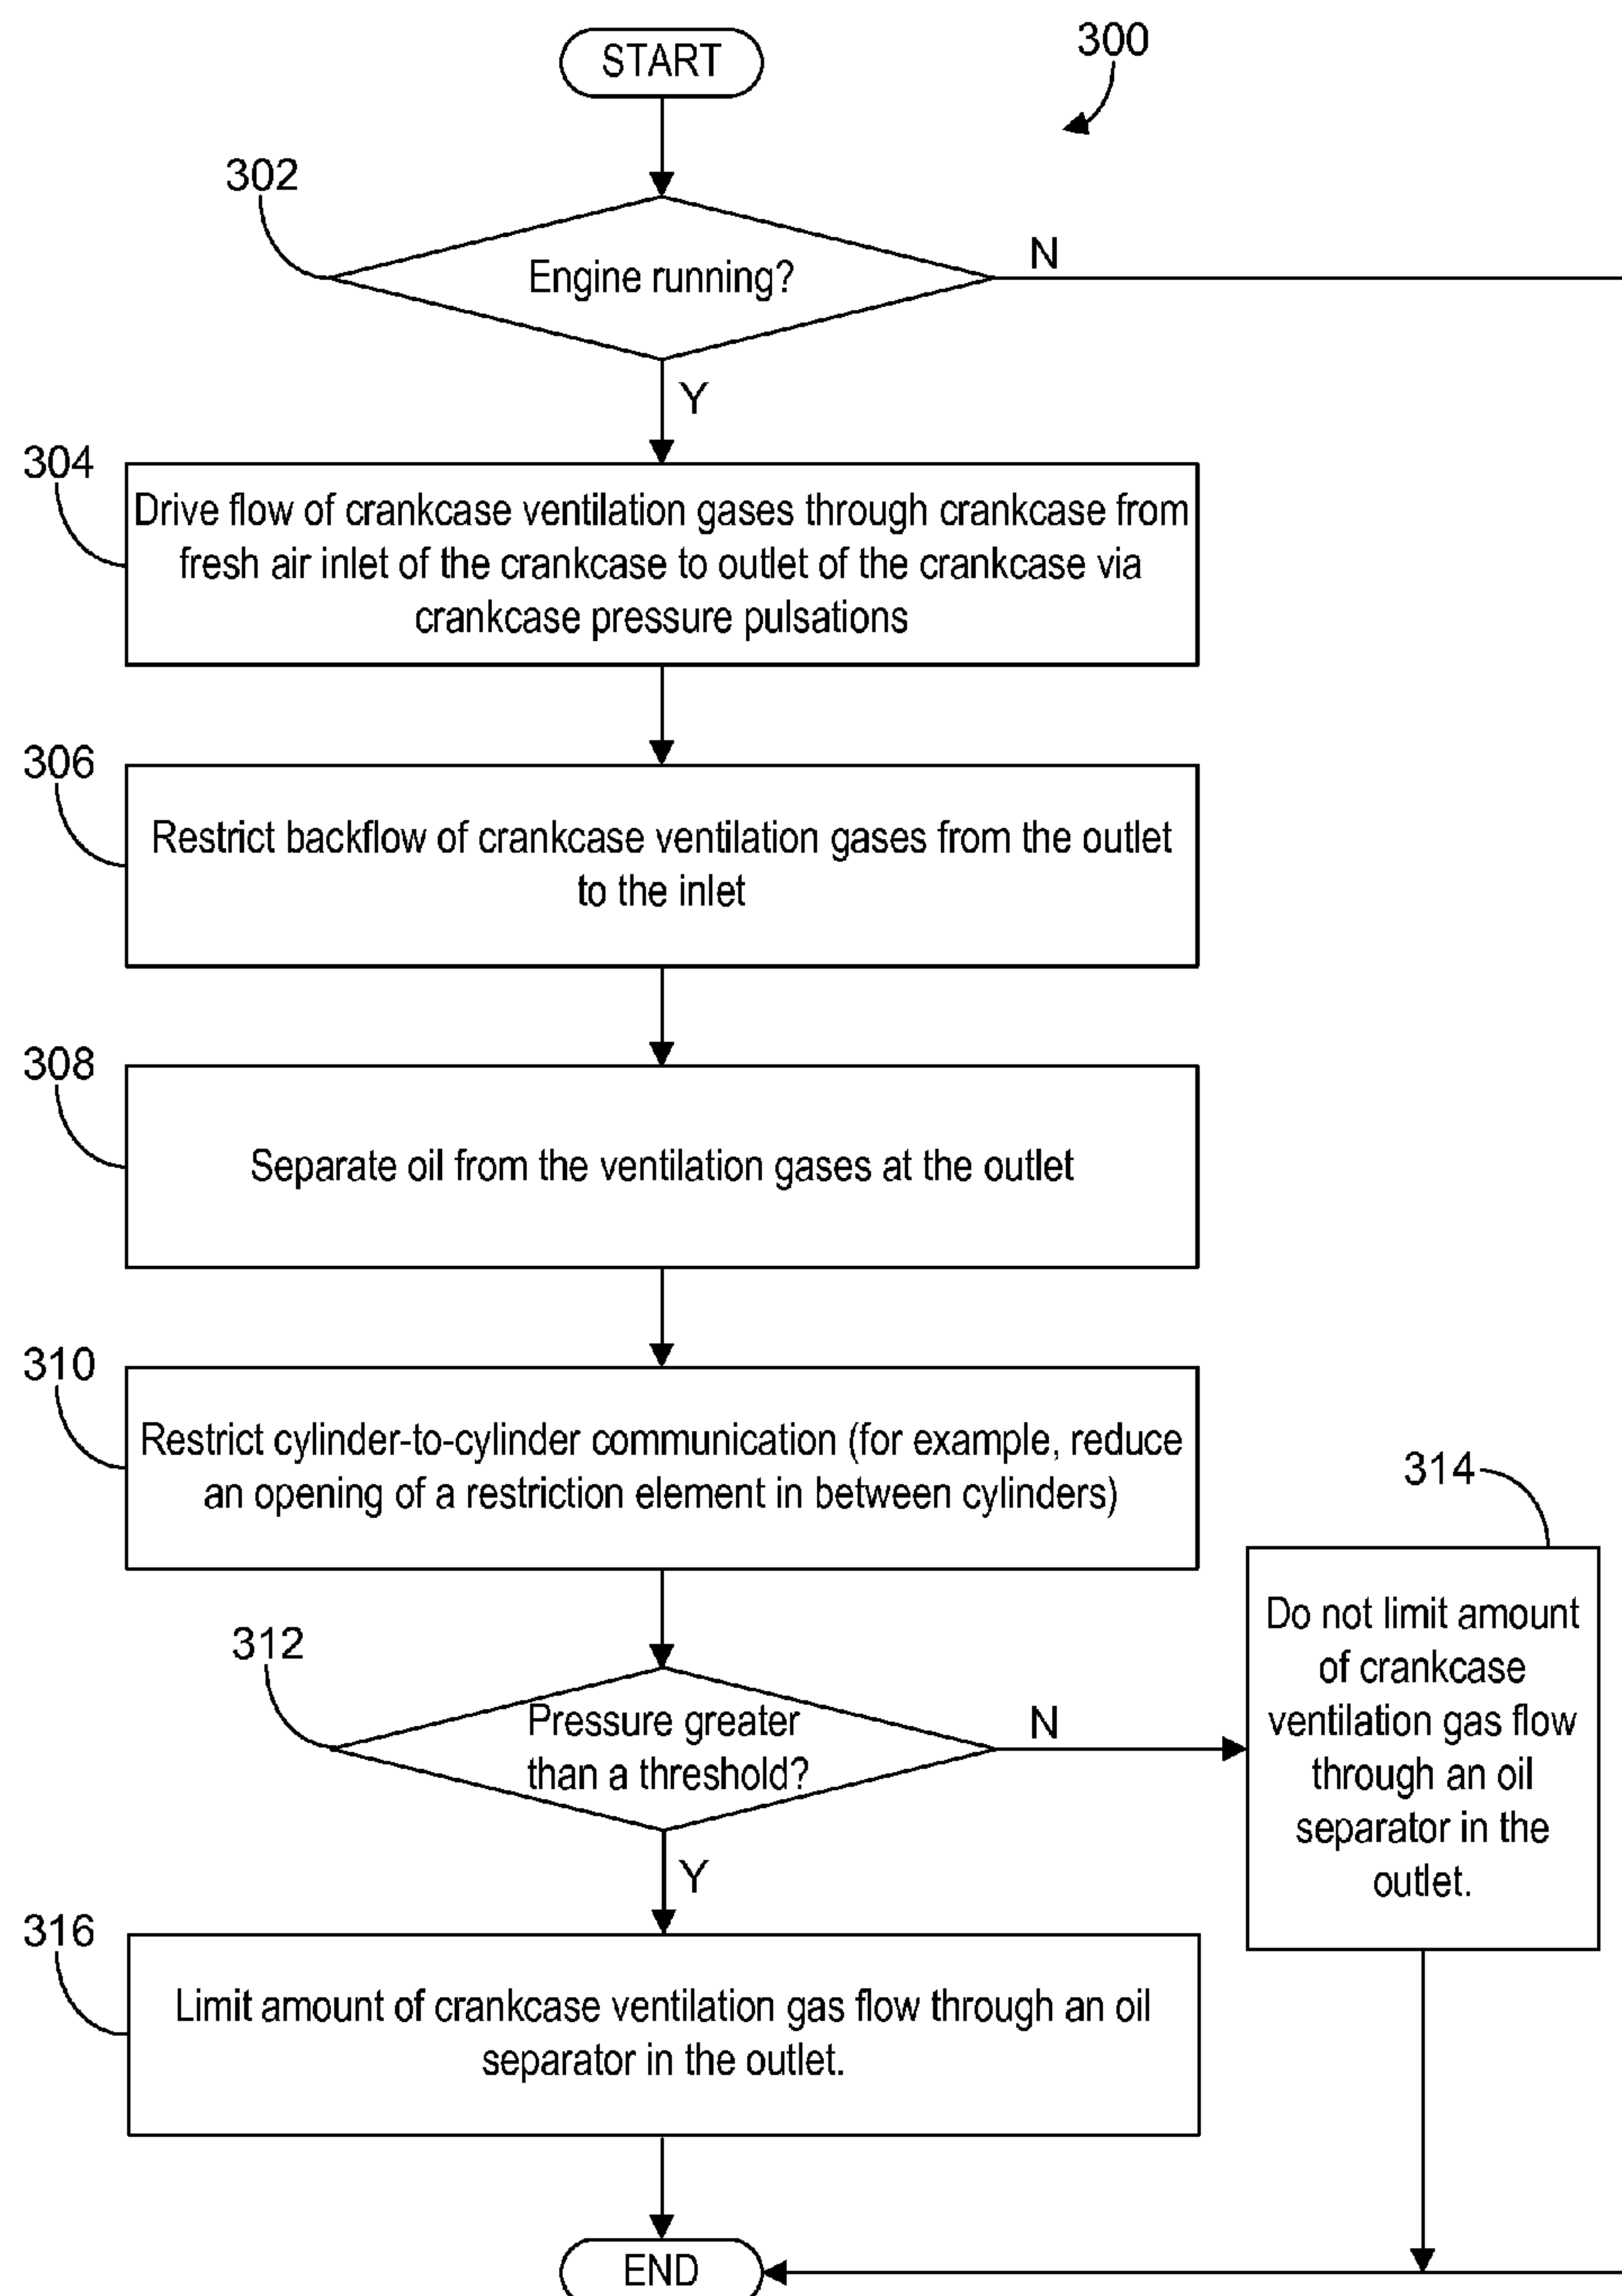 START
300
302
Engine running?
N
Y
304
Drive flow of crankcase ventilation gases through crankcase from
fresh air inlet of the crankcase to outlet of the crankcase via
crankcase pressure pulsations
306
Restrict backflow of crankcase ventilation gases from the outlet
to the inlet
308
Separate oil from the ventilation gases at the outlet
310
Restrict cylinder-to-cylinder communication (for example, reduce
an opening of a restriction element in between cylinders)
312
Pressure greater
than a threshold?
N
314
Do not limit amount
of crankcase
ventilation gas flow
through an oil
separator in the
outlet.
Y
316
Limit amount of crankcase ventilation gas flow through an oil
separator in the outlet.
END